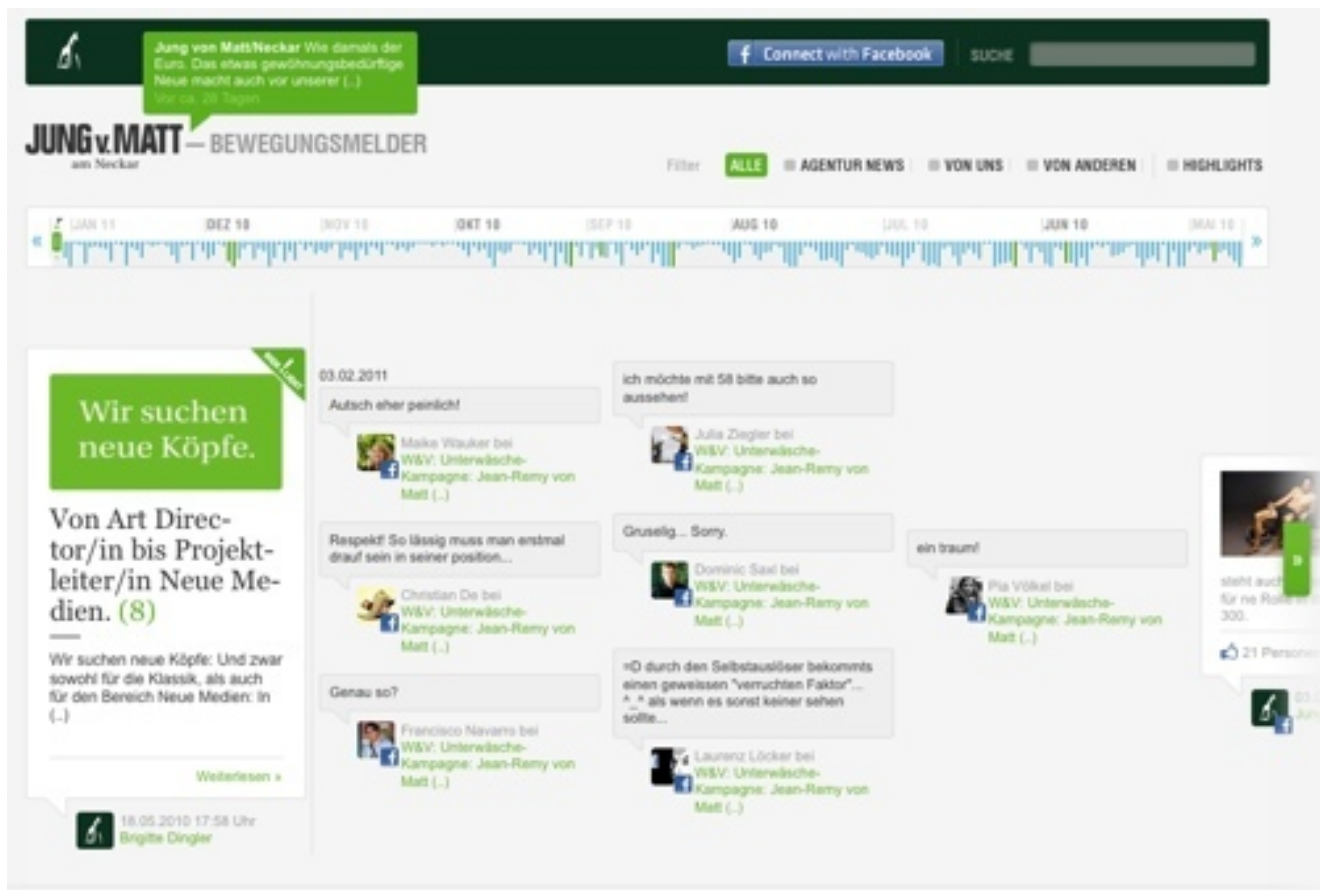 Jung von Matt/Neckar Wie damals der
Euro. Das etwas gewöhnungsbedürftige
Neue macht auch vor unserer (..)
Vor ca. 28 Tagen
f Connect with Facebook
SUCHE
JUNG v. MATT — BEWEGUNGSMELDER
am Neckar
Filter ALLE AGENTUR NEWS VON UNS VON ANDEREN HIGHLIGHTS
JAN 11 DEZ 10 NOV 10 OKT 10 SEP 10 AUG 10 JUL 10 JUN 10 MAI 10
« »
Wir suchen
neue Köpfe.
Von Art Direc-
tor/in bis Projekt-
leiter/in Neue Me-
dien. (8)
Wir suchen neue Köpfe: Und zwar
sowohl für die Klassik, als auch
für den Bereich Neue Medien: In
(..)
Weiterlesen »
18.05.2010 17:58 Uhr
Brigitte Dingler
03.02.2011
Autsch eher peinlich!
Maike Wauker bei
W&V: Unterwäsche-
Kampagne: Jean-Remy von
Matt (..)
Respekt! So lässig muss man erstmal
drauf sein in seiner position...
Christian De bei
W&V: Unterwäsche-
Kampagne: Jean-Remy von
Matt (..)
Genau so?
Francisco Navarro bei
W&V: Unterwäsche-
Kampagne: Jean-Remy von
Matt (..)
ich möchte mit 58 bitte auch so
aussehen!
Julia Ziegler bei
W&V: Unterwäsche-
Kampagne: Jean-Remy von
Matt (..)
Gruselig... Sorry.
Dominic Saxl bei
W&V: Unterwäsche-
Kampagne: Jean-Remy von
Matt (..)
=D durch den Selbstauslöser bekommts
einen geweissen "verruchten Faktor"...
^_^ als wenn es sonst keiner sehen
sollte...
Laurenz Löcker bei
W&V: Unterwäsche-
Kampagne: Jean-Remy von
Matt (..)
ein traum!
Pia Völkel bei
W&V: Unterwäsche-
Kampagne: Jean-Remy von
Matt (..)
»
steht auch
für ne Rolle
300.
21 Persone